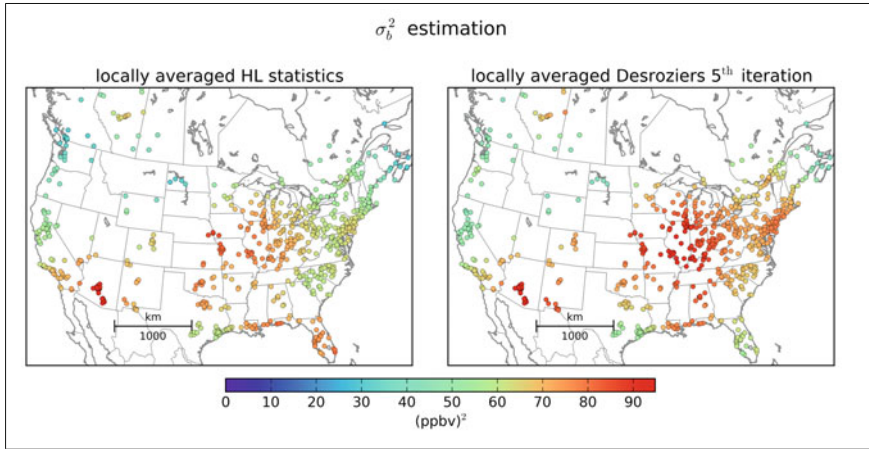 σ_b^2 estimation
locally averaged HL statistics
locally averaged Desroziers 5th iteration
km
1000
km
1000
0 10 20 30 40 50 60 70 80 90
(ppbv)²